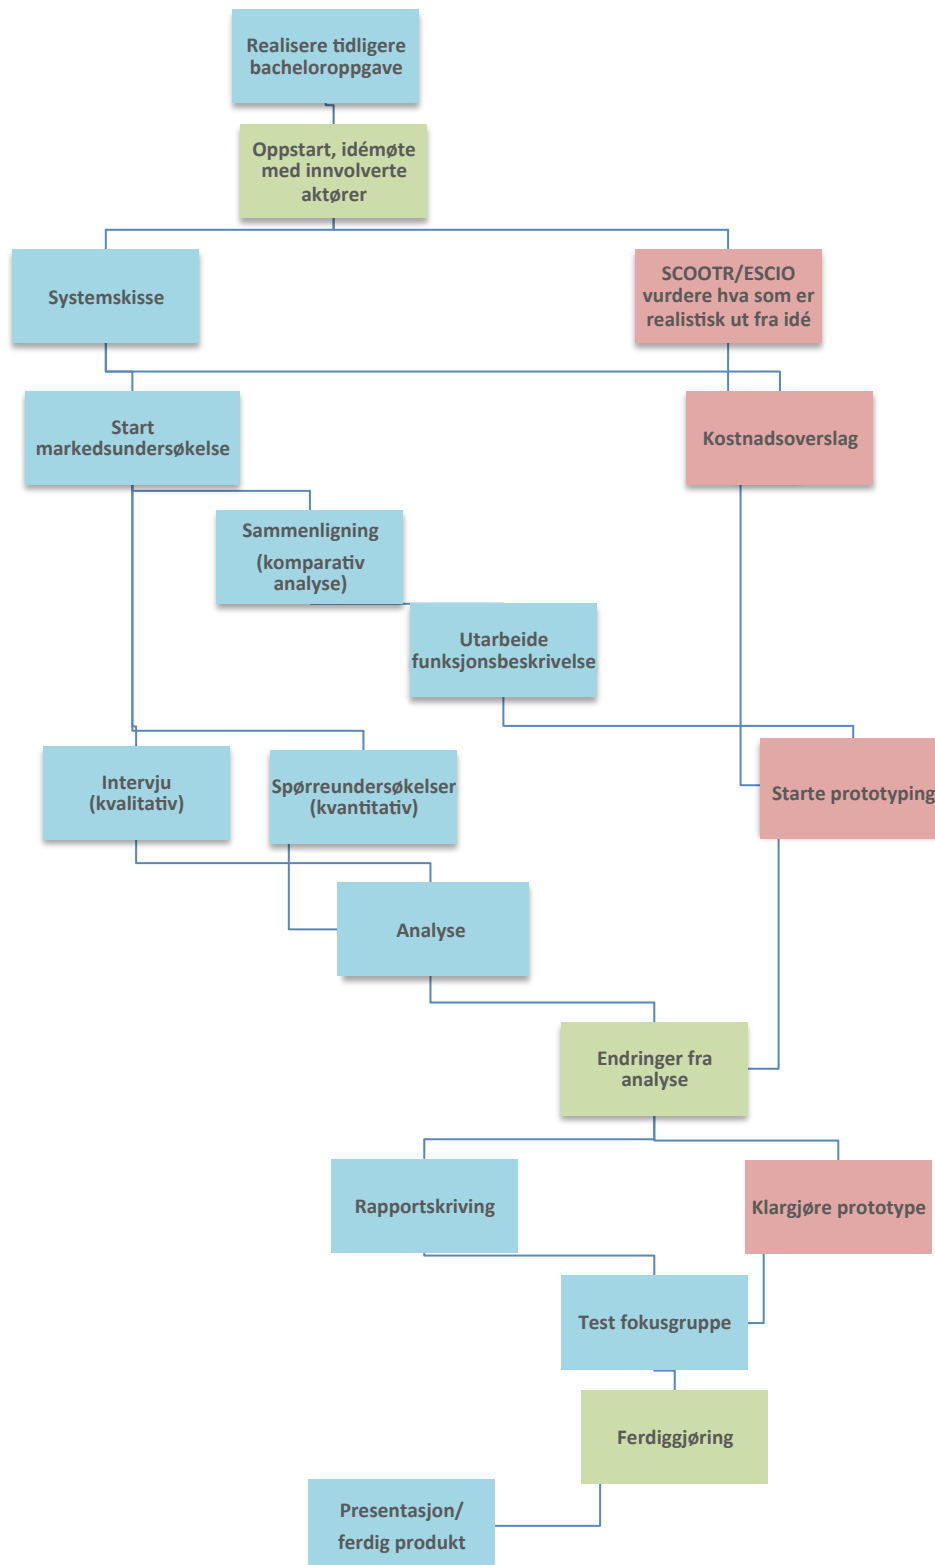 Realisere tidligere
bacheloroppgave
Oppstart, idémøte
med innvolverte
aktører
Systemskisse
SCOOTR/ESCIO
vurdere hva som er
realistisk ut fra idé
Start
markedsundersøkelse
Kostnadsoverslag
Sammenligning
(komparativ
analyse)
Utarbeide
funksjonsbeskrivelse
Intervju
(kvalitativ)
Spørreundersøkelser
(kvantitativ)
Starte prototyping
Analyse
Endringer fra
analyse
Rapportskriving
Klargjøre prototype
Test fokusgruppe
Ferdiggjøring
Presentasjon/
ferdig produkt